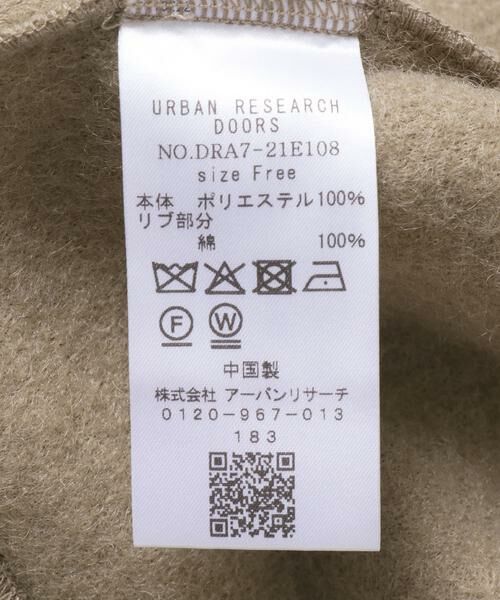 URBAN RESEARCH
DOORS
NO.DRA7-21E108
size Free
本体 ポリエステル100%
リブ部分
綿 100%
F W
中国製
株式会社 アーバンリサーチ
0120-967-013
183